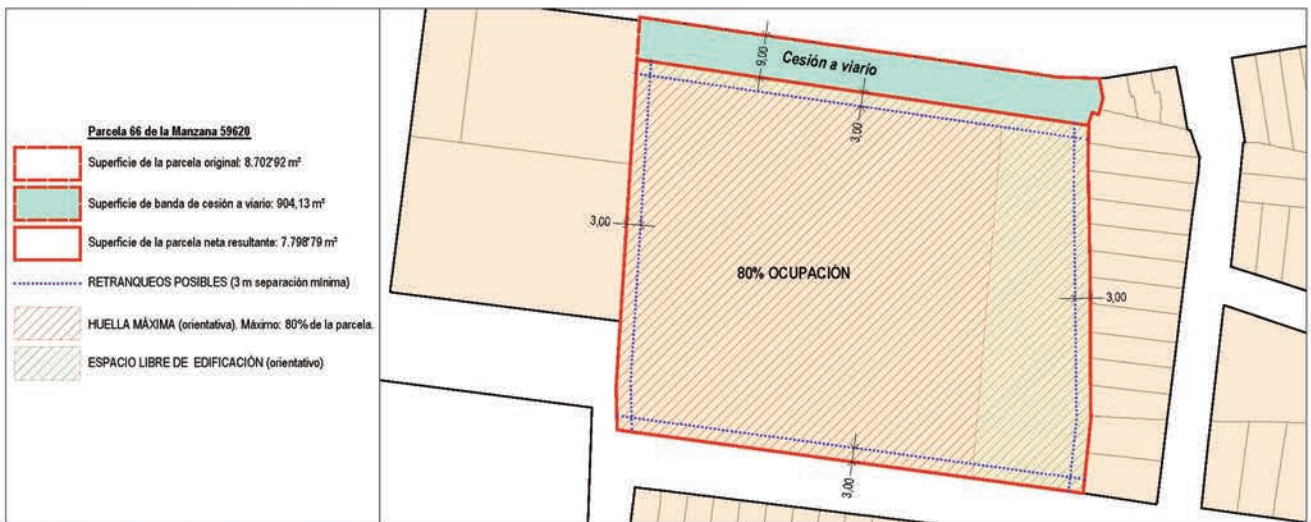 Parcela 66 de la Manzana 59620
Superficie de la parcela original: 8.702'92 m²
Superficie de banda de cesión a viario: 904,13 m²
Superficie de la parcela neta resultante: 7.798'79 m²
RETRANQUEOS POSIBLES (3 m separación mínima)
HUELLA MÁXIMA (orientativa). Máximo: 80% de la parcela.
ESPACIO LIBRE DE EDIFICACIÓN (orientativo)
9,00
Cesión a viario
3,00
3,00
80% OCUPACIÓN
3,00
3,00